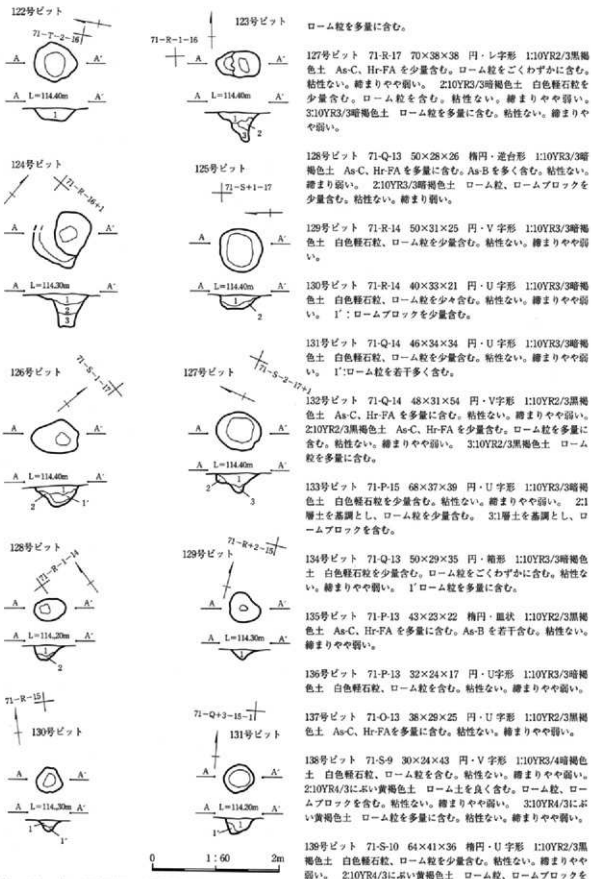 122号ピット
71-T-2-16
A A'
L=114.40m
1
123号ピット
71-R-1-16
A A'
L=114.40m
1
2
124号ピット
71-R-16+1
A A'
L=114.30m
1
2
3
125号ピット
71-S+1-17
A A'
L=114.40m
1
2
126号ピット
71-S-1-17
A A'
L=114.40m
1
2 1'
127号ピット
71-S-2-17+1
A A'
L=114.40m
2 1
3
128号ピット
71-R-1-14
A A'
L=114.20m
1
2
129号ピット
71-R+2-15
A A'
L=114.30m
1
71-R-15
130号ピット
A A'
L=114.30m
1
1'
71-Q+3-15-1
131号ピット
A A'
L=114.20m
1
1'
0 1:60 2m
ローム粒を多量に含む。
127号ピット 71-R-17 70×38×38 円・レ字形 1:10YR2/3黒褐
色土 As-C、Hr-FAを少量含む。ローム粒をごくわずかに含む。
粘性ない。締まりやや弱い。 2:10YR3/3暗褐色土 白色軽石粒を
少量含む。ローム粒を含む。粘性ない。締まりやや弱い。
3:10YR3/3暗褐色土 ローム粒を多量に含む。粘性ない。締まりや
や弱い。
128号ピット 71-Q-13 50×28×26 楕円・逆台形 1:10YR3/3暗
褐色土 As-C、Hr-FAを多量に含む。As-Bを多く含む。粘性ない。
締まり弱い。 2:10YR3/3暗褐色土 ローム粒、ロームブロックを
少量含む。粘性ない。締まり弱い。
129号ピット 71-R-14 50×31×25 円・V字形 1:10YR3/3暗褐
色土 白色軽石粒、ローム粒を少量含む。粘性ない。締まりやや弱
い。
130号ピット 71-R-14 40×33×21 円・U字形 1:10YR3/3暗褐
色土 白色軽石粒、ローム粒を少々含む。粘性ない。締まりやや弱
い。 1':ロームブロックを少量含む。
131号ピット 71-Q-14 46×34×34 円・U字形 1:10YR3/3暗褐
色土 白色軽石粒、ローム粒を少量含む。粘性ない。締まりやや弱
い。 1':ローム粒を若干多く含む。
132号ピット 71-Q-14 48×31×54 円・V字形 1:10YR2/3黒褐
色土 As-C、Hr-FAを多量に含む。粘性ない。締まりやや弱い。
2:10YR2/3黒褐色土 As-C、Hr-FAを少量含む。ローム粒を多量に
含む。粘性ない。締まりやや弱い。 3:10YR2/3黒褐色土 ローム
粒を多量に含む。
133号ピット 71-P-15 68×37×39 円・U字形 1:10YR3/3暗褐
色土 白色軽石粒を少量含む。粘性ない。締まりやや弱い。 2:1
層土を基調とし、ローム粒を少量含む。 3:1層土を基調とし、ロ
ームブロックを含む。
134号ピット 71-Q-13 50×29×35 円・箱形 1:10YR3/3暗褐色
土 白色軽石粒を少量含む。ローム粒をごくわずかに含む。粘性な
い。締まりやや弱い。 1'ローム粒を多量に含む。
135号ピット 71-P-13 43×23×22 楕円・皿状 1:10YR2/3黒褐
色土 As-C、Hr-FAを多量に含む。As-Bを若干含む。粘性ない。
締まりやや弱い。
136号ピット 71-P-13 32×24×17 円・U字形 1:10YR3/3暗褐
色土 白色軽石粒、ローム粒を含む。粘性ない。締まりやや弱い。
137号ピット 71-O-13 38×29×25 円・U字形 1:10YR2/3黒褐
色土 As-C、Hr-FAを多量に含む。粘性ない。締まりやや弱い。
138号ピット 71-S-9 30×24×43 円・V字形 1:10YR3/4暗褐色
土 白色軽石粒、ローム粒を含む。粘性ない。締まりやや弱い。
2:10YR4/3にぶい黄褐色土 ローム土を良く含む。ローム粒、ロー
ムブロックを含む。粘性ない。締まりやや弱い。 3:10YR4/3にぶ
い黄褐色土 ローム粒を多量に含む。粘性ない。締まりやや弱い。
139号ピット 71-S-10 64×41×36 楕円・U字形 1:10YR2/3黒
褐色土 白色軽石粒、ローム粒を少量含む。粘性ない。締まりやや
弱い。 2:10YR4/3にぶい黄褐色土 ローム粒、ロームブロックを